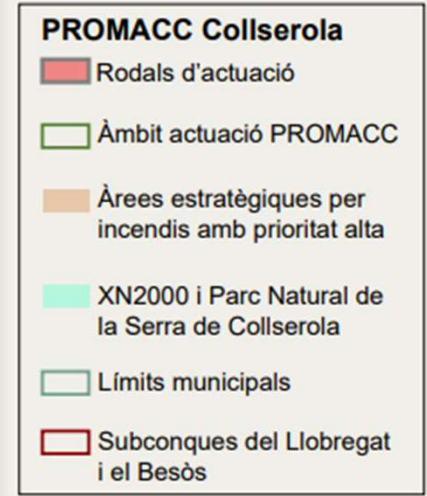 PROMACC Collserola
Rodals d'actuació
Àmbit actuació PROMACC
Àrees estratègiques per
incendis amb prioritat alta
XN2000 i Parc Natural de
la Serra de Collserola
Límits municipals
Subconques del Llobregat
i el Besòs